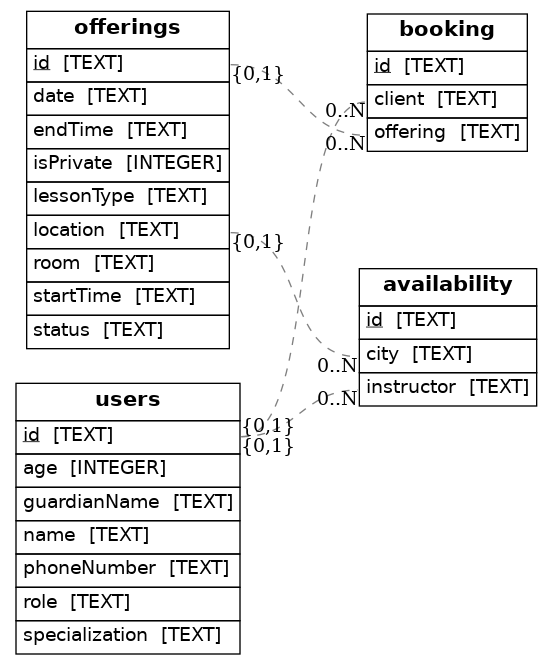 offerings
id [TEXT]
date [TEXT]
endTime [TEXT]
isPrivate [INTEGER]
lessonType [TEXT]
location [TEXT]
room [TEXT]
startTime [TEXT]
status [TEXT]
{0,1}
{0,1}
booking
id [TEXT]
client [TEXT]
offering [TEXT]
0..N
0..N
availability
id [TEXT]
city [TEXT]
instructor [TEXT]
0..N
0..N
users
id [TEXT]
age [INTEGER]
guardianName [TEXT]
name [TEXT]
phoneNumber [TEXT]
role [TEXT]
specialization [TEXT]
{0,1}
{0,1}